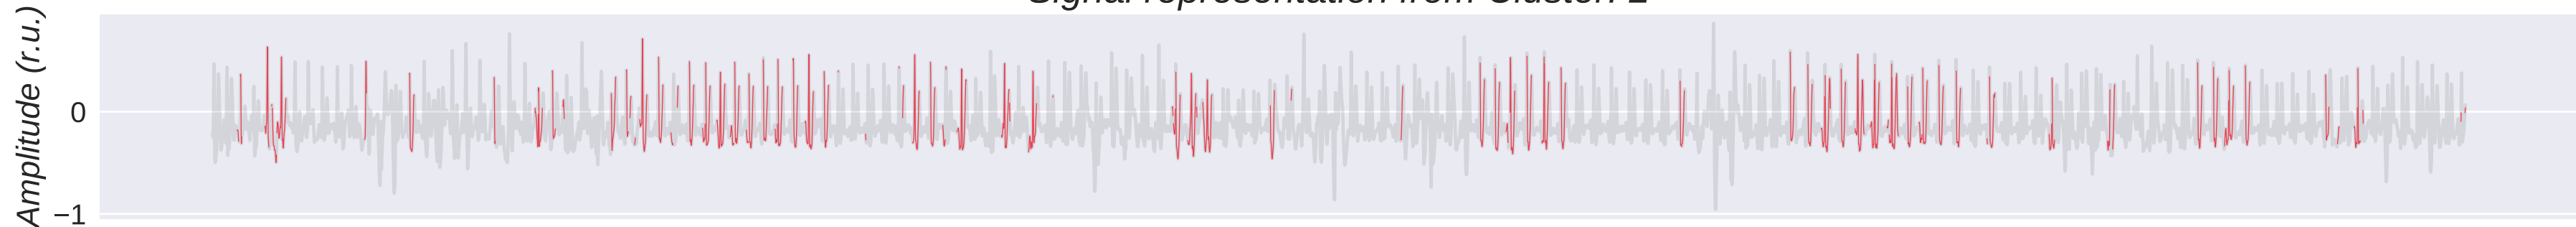 Signal representation from Cluster: 2
Amplitude (r.u.)
0
−1